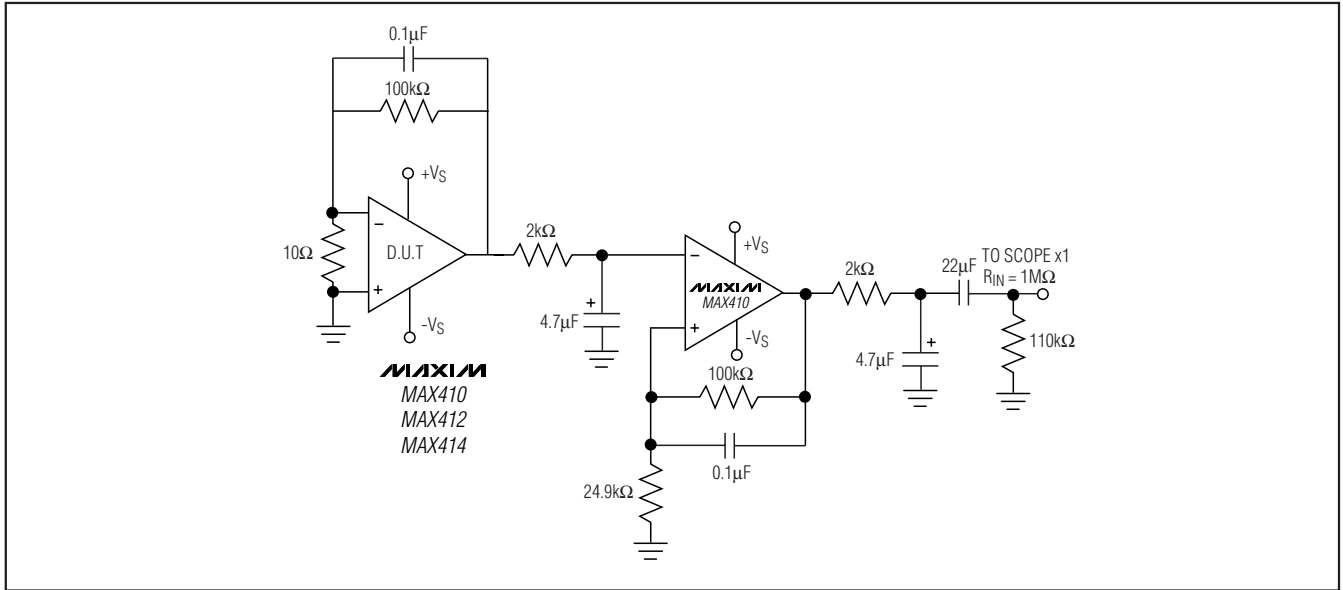 0.1μF
100kΩ
+VS
10Ω
−
D.U.T
+
-VS
MAXIM
MAX410
MAX412
MAX414
2kΩ
+
4.7μF
+VS
−
MAXIM
MAX410
+
-VS
100kΩ
0.1μF
24.9kΩ
2kΩ
+
4.7μF
22μF
TO SCOPE x1
RIN = 1MΩ
110kΩ